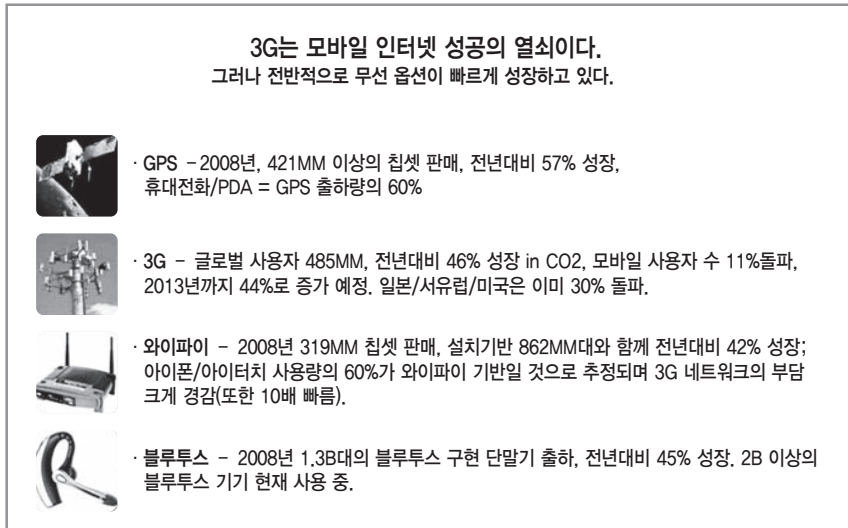 3G는 모바일 인터넷 성공의 열쇠이다.
그러나 전반적으로 무선 옵션이 빠르게 성장하고 있다.
· GPS - 2008년, 421MM 이상의 칩셋 판매, 전년대비 57% 성장,
휴대전화/PDA = GPS 출하량의 60%
· 3G - 글로벌 사용자 485MM, 전년대비 46% 성장 in CO2, 모바일 사용자 수 11%돌파,
2013년까지 44%로 증가 예정. 일본/서유럽/미국은 이미 30% 돌파.
· 와이파이 - 2008년 319MM 칩셋 판매, 설치기반 862MM대와 함께 전년대비 42% 성장;
아이폰/아이터치 사용량의 60%가 와이파이 기반일 것으로 추정되며 3G 네트워크의 부담
크게 경감(또한 10배 빠름).
· 블루투스 - 2008년 1.3B대의 블루투스 구현 단말기 출하, 전년대비 45% 성장. 2B 이상의
블루투스 기기 현재 사용 중.